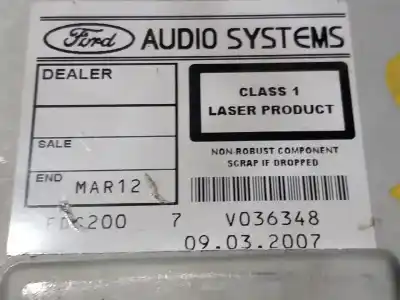 Ford AUDIO SYSTEMS
DEALER
CLASS 1
LASER PRODUCT
SALE
NON-ROBUST COMPONENT
SCRAP IF DROPPED
END MAR12
7 V036348
09.03.2007